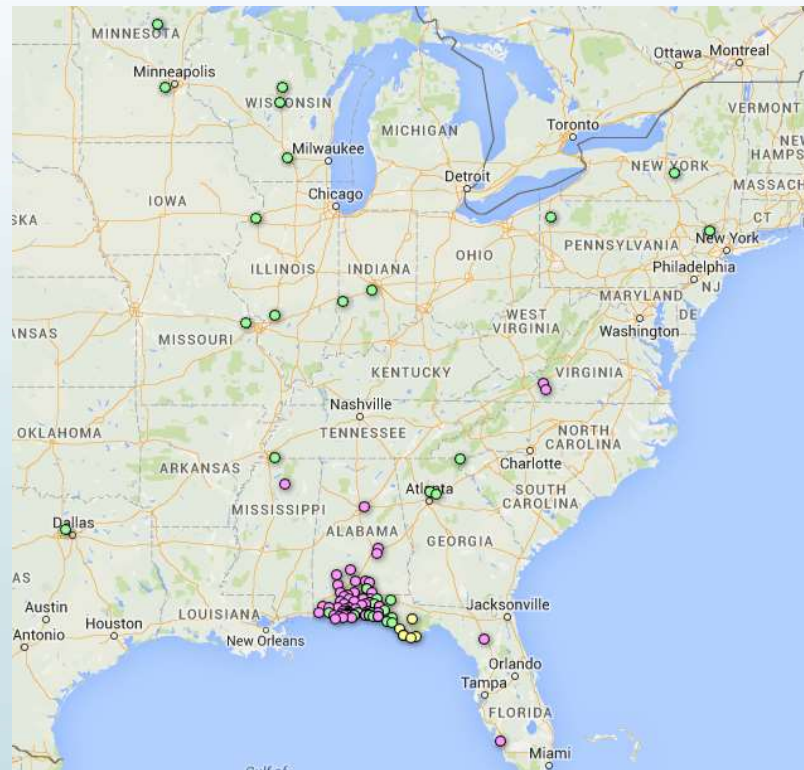 MINNESOTA
Ottawa
Montreal
Minneapolis
WISCONSIN
VERMONT
Toronto
MICHIGAN
Milwaukee
NEW YORK
HAMPS
Detroit
MASSACH
IOWA
Chicago
CT
SKA
PENNSYLVANIA
New York
ILLINOIS
INDIANA
OHIO
Philadelphia
MARYLAND
NJ
WEST
VIRGINIA
DE
Washington
ANSAS
MISSOURI
KENTUCKY
VIRGINIA
Nashville
OKLAHOMA
TENNESSEE
NORTH
CAROLINA
ARKANSAS
Charlotte
Atlanta
SOUTH
CAROLINA
MISSISSIPPI
Dallas
ALABAMA
GEORGIA
AS
LOUISIANA
Jacksonville
Austin
Houston
New Orleans
Antonio
Orlando
Tampa
FLORIDA
Miami
Gulf of